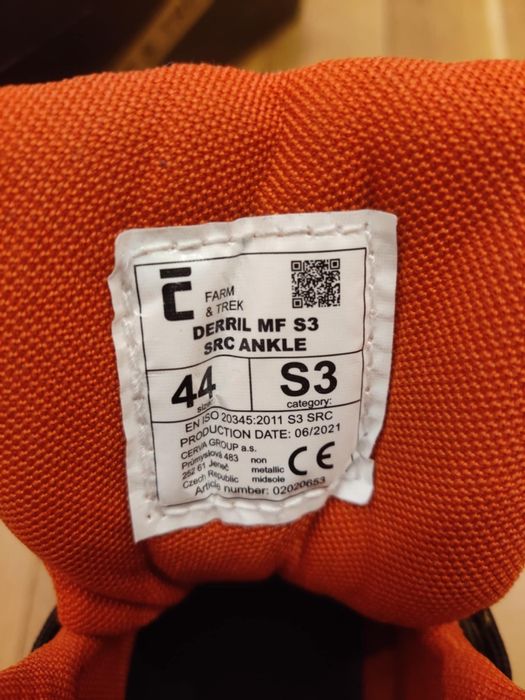 FARM
& TREK
DERRIL MF S3
SRC ANKLE
44
size:
S3
category:
EN ISO 20345:2011 S3 SRC
PRODUCTION DATE: 06/2021
CERVA GROUP a.s.
Průmyslová 483
252 61 Jeneč
Czech Republic
non
metallic
midsole
CE
Article number: 02020653